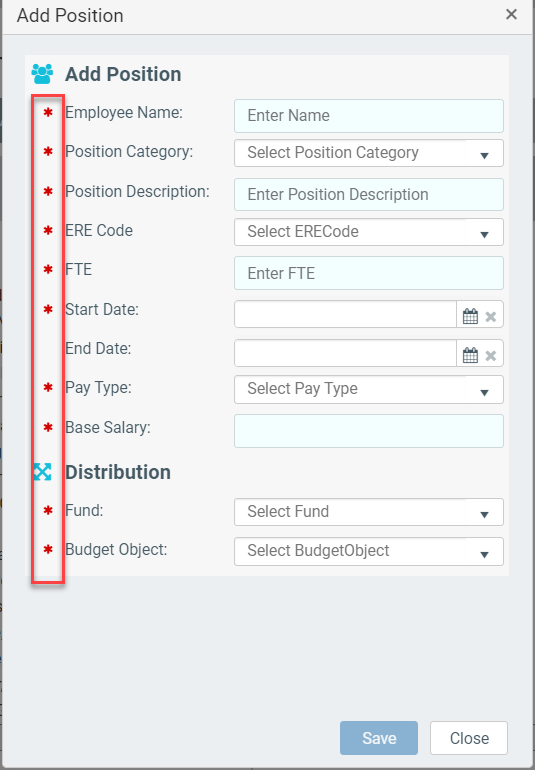 Add Position
Add Position
* Employee Name: Enter Name
* Position Category: Select Position Category
* Position Description: Enter Position Description
* ERE Code Select ERECode
* FTE Enter FTE
* Start Date:
End Date:
* Pay Type: Select Pay Type
* Base Salary:
Distribution
* Fund: Select Fund
* Budget Object: Select BudgetObject
Save Close